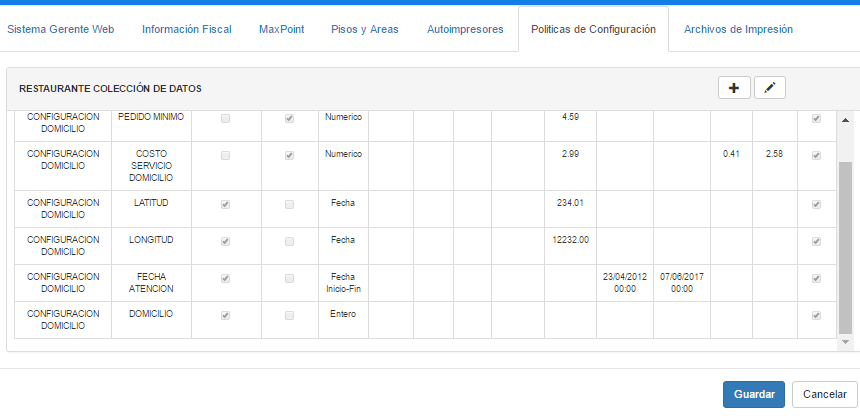 Sistema Gerente Web Información Fiscal MaxPoint Pisos y Areas Autoimpresores Politicas de Configuración Archivos de Impresión
RESTAURANTE COLECCIÓN DE DATOS
CONFIGURACION DOMICILIO PEDIDO MINIMO Numerico 4.59
CONFIGURACION DOMICILIO COSTO SERVICIO DOMICILIO Numerico 2.99 0.41 2.58
CONFIGURACION DOMICILIO LATITUD Fecha 234.01
CONFIGURACION DOMICILIO LONGITUD Fecha 12232.00
CONFIGURACION DOMICILIO FECHA ATENCION Fecha Inicio-Fin 23/04/2012 00:00 07/06/2017 00:00
CONFIGURACION DOMICILIO DOMICILIO Entero
Guardar Cancelar